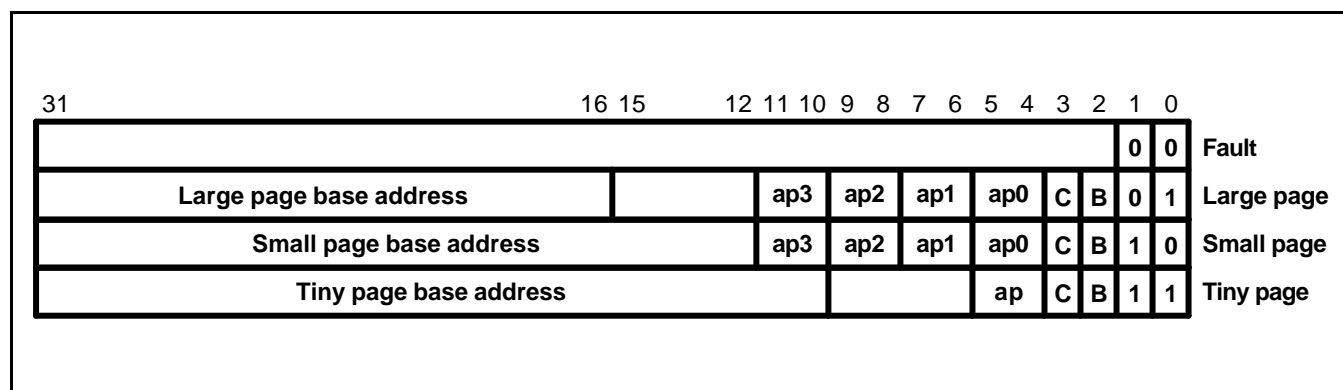 31 16 15 12 11 10 9 8 7 6 5 4 3 2 1 0
0 0 Fault
Large page base address ap3 ap2 ap1 ap0 C B 0 1 Large page
Small page base address ap3 ap2 ap1 ap0 C B 1 0 Small page
Tiny page base address ap C B 1 1 Tiny page